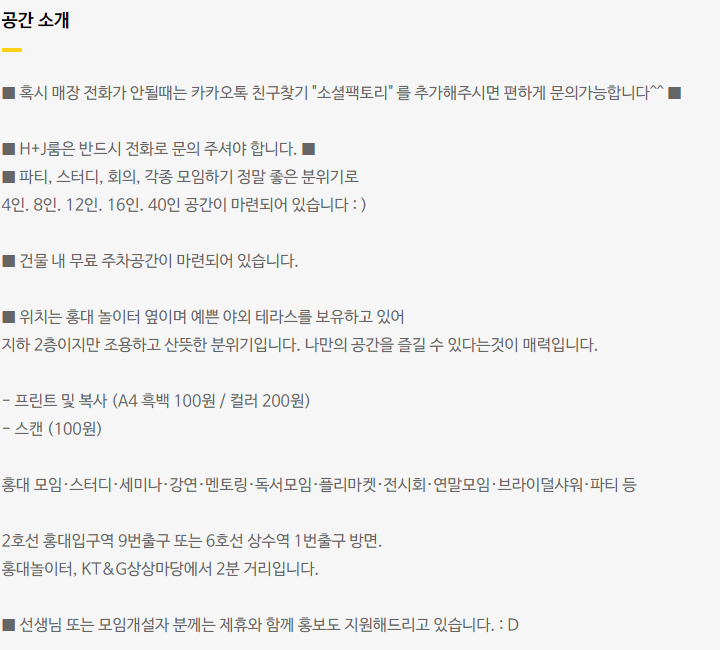 공간 소개
■ 혹시 매장 전화가 안될때는 카카오톡 친구찾기 "소셜팩토리" 를 추가해주시면 편하게 문의가능합니다^^ ■
■ H+J룸은 반드시 전화로 문의 주셔야 합니다. ■
■ 파티, 스터디, 회의, 각종 모임하기 정말 좋은 분위기로
4인. 8인. 12인. 16인. 40인 공간이 마련되어 있습니다 : )
■ 건물 내 무료 주차공간이 마련되어 있습니다.
■ 위치는 홍대 놀이터 옆이며 예쁜 야외 테라스를 보유하고 있어
지하 2층이지만 조용하고 산뜻한 분위기입니다. 나만의 공간을 즐길 수 있다는것이 매력입니다.
- 프린트 및 복사 (A4 흑백 100원 / 컬러 200원)
- 스캔 (100원)
홍대 모임·스터디·세미나·강연·멘토링·독서모임·플리마켓·전시회·연말모임·브라이덜샤워·파티 등
2호선 홍대입구역 9번출구 또는 6호선 상수역 1번출구 방면.
홍대놀이터, KT&G상상마당에서 2분 거리입니다.
■ 선생님 또는 모임개설자 분께는 제휴와 함께 홍보도 지원해드리고 있습니다. : D